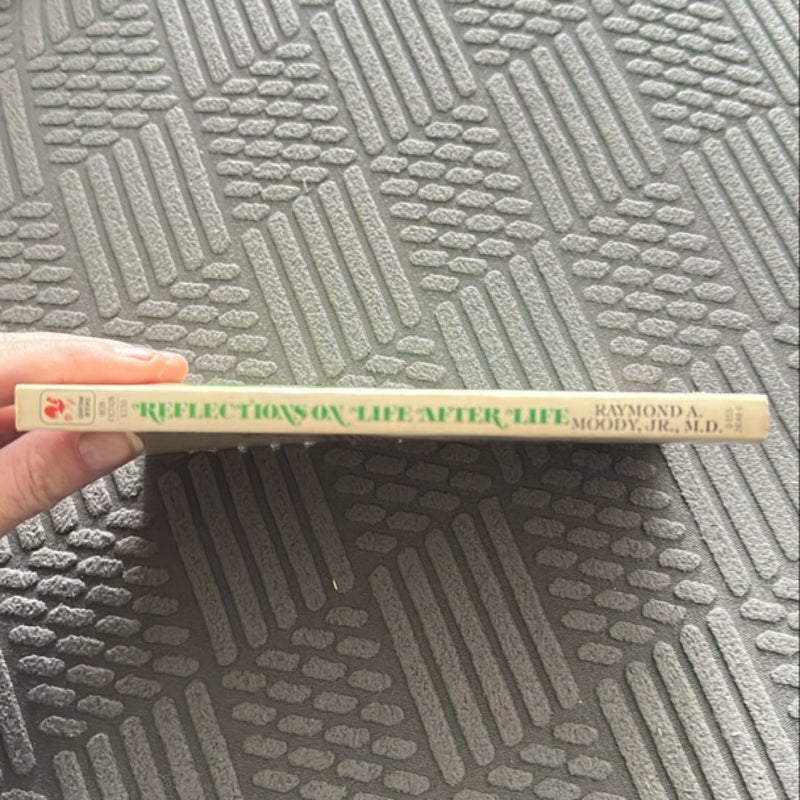 REFLECTIONS ON LIFE AFTER LIFE
RAYMOND A.
MOODY, JR., M.D.